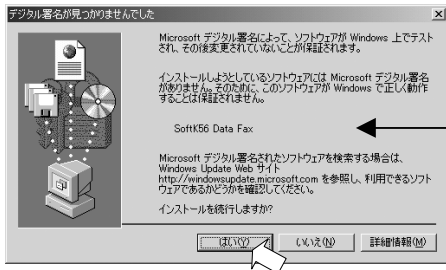 デジタル署名が見つかりませんでした
Microsoft デジタル署名によって、ソフトウェアが Windows 上でテスト
され、その後変更されていないことが保証されます。
インストールしようとしているソフトウェアには Microsoft デジタル署名
がありません。そのために、このソフトウェアが Windows で正しく動作
することは保証されません。
SoftK56 Data Fax
Microsoft デジタル署名されたソフトウェアを検索する場合は、
Windows Update Web サイト
http://windowsupdate.microsoft.com を参照し、利用できるソフト
ウェアであるかどうかを確認してください。
インストールを続行しますか?
はい(Y) いいえ(N) 詳細情報(M)